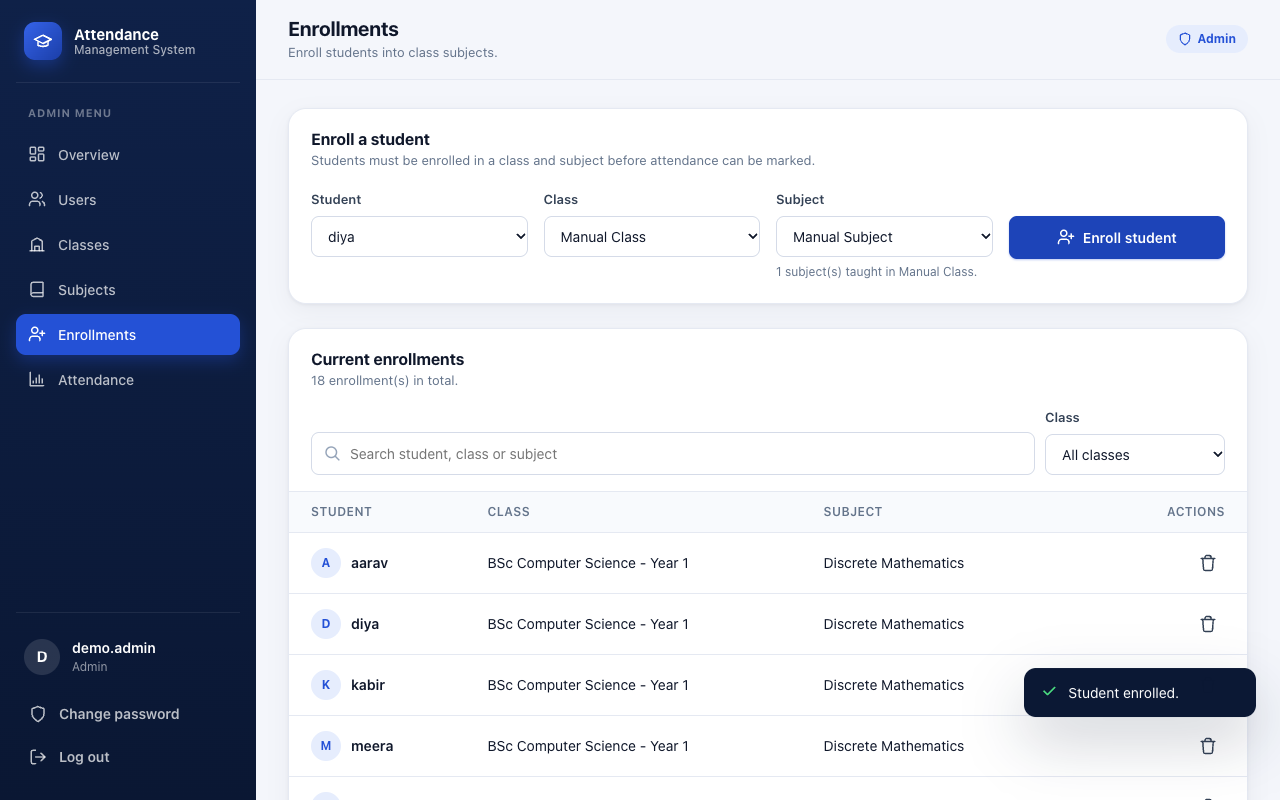 Attendance
Management System
ADMIN MENU
Overview
Users
Classes
Subjects
Enrollments
Attendance
D
demo.admin
Admin
Change password
Log out
Enrollments
Enroll students into class subjects.
Admin
Enroll a student
Students must be enrolled in a class and subject before attendance can be marked.
Student
Class
Subject
diya
Manual Class
Manual Subject
Enroll student
1 subject(s) taught in Manual Class.
Current enrollments
18 enrollment(s) in total.
Class
Search student, class or subject
All classes
STUDENT CLASS SUBJECT ACTIONS
A aarav BSc Computer Science - Year 1 Discrete Mathematics
D diya BSc Computer Science - Year 1 Discrete Mathematics
K kabir BSc Computer Science - Year 1 Discrete Mathematics
Student enrolled.
M meera BSc Computer Science - Year 1 Discrete Mathematics